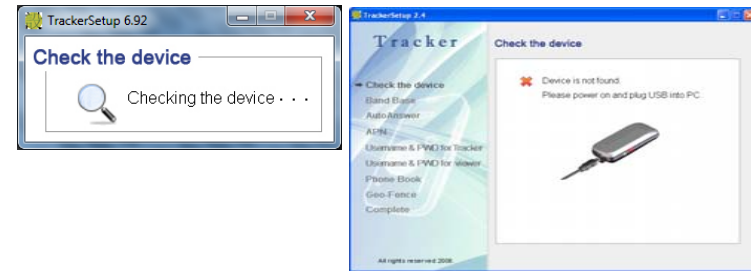 TrackerSetup 6.92
Check the device
Checking the device · · ·
TrackerSetup 2.4
Tracker
Check the device
Band Base
AutoAnswer
APN
Username & PWD for Tracker
Username & PWD for viewer
Phone Book
Geo-Fence
Complete
All rights reserved 2008
Check the device
Device is not found.
Please power on and plug USB into PC.